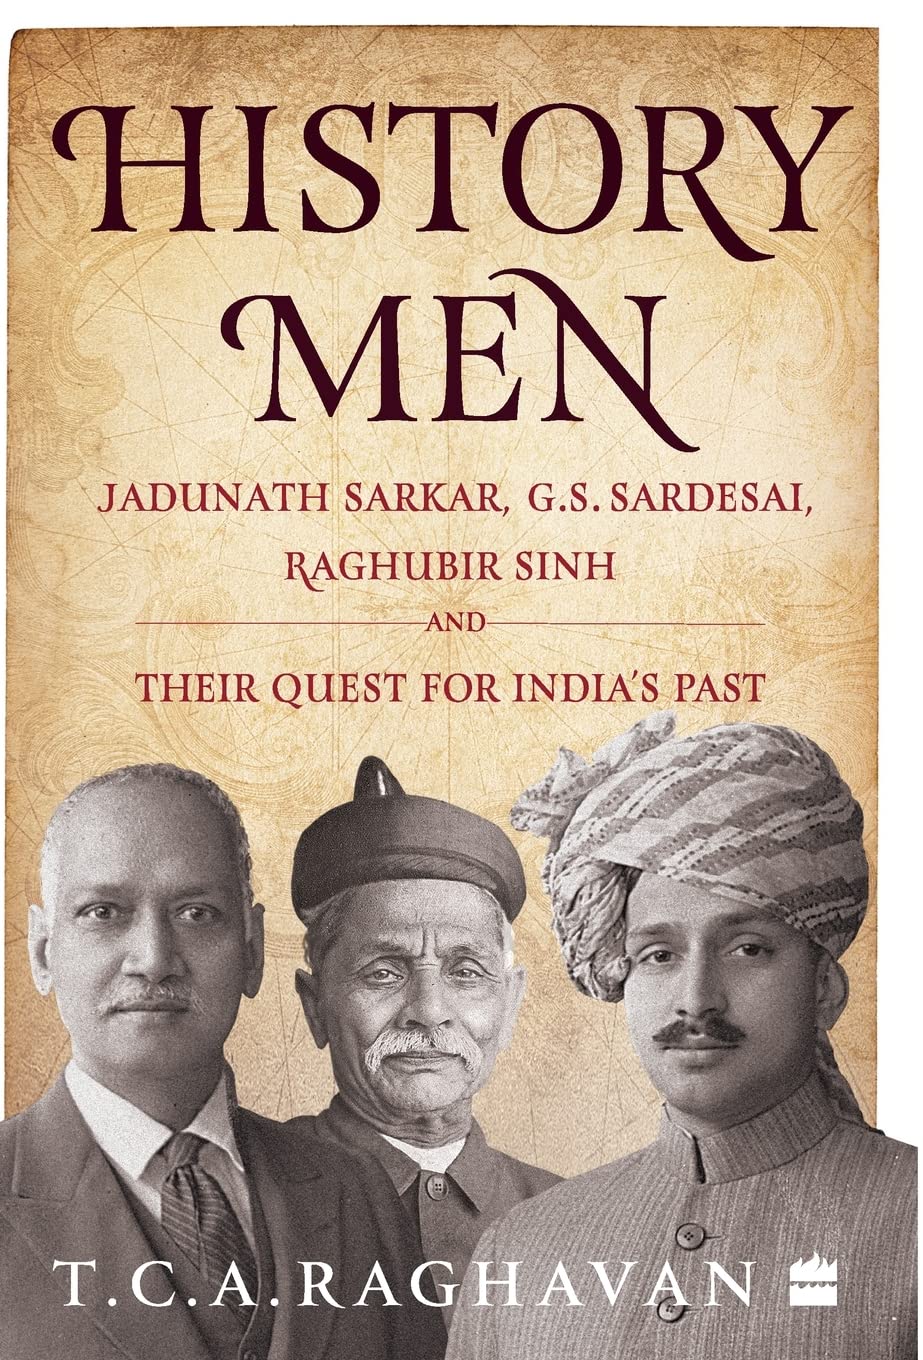 HISTORY
MEN
JADUNATH SARKAR, G.S. SARDESAI,
RAGHUBIR SINH
AND
THEIR QUEST FOR INDIA'S PAST
T.C.A. RAGHAVAN